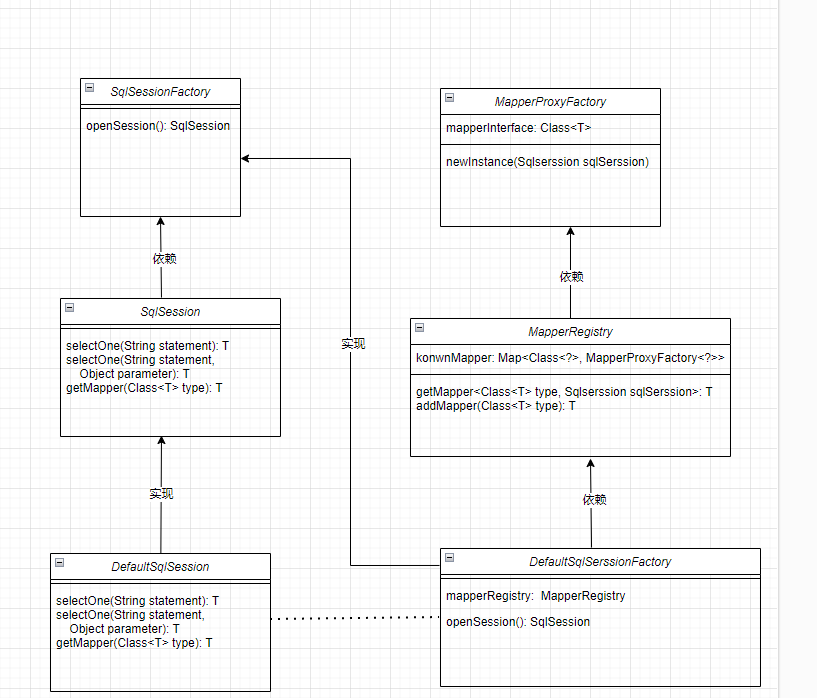 SqlSessionFactory
openSession(): SqlSession
依赖
SqlSession
selectOne(String statement): T
selectOne(String statement,
Object parameter): T
getMapper(Class<T> type): T
实现
DefaultSqlSession
selectOne(String statement): T
selectOne(String statement,
Object parameter): T
getMapper(Class<T> type): T
实现
MapperProxyFactory
mapperInterface: Class<T>
newInstance(Sqlserssion sqlSerssion)
依赖
MapperRegistry
konwnMapper: Map<Class<?>, MapperProxyFactory<?>>
getMapper<Class<T> type, Sqlserssion sqlSerssion>: T
addMapper(Class<T> type): T
依赖
DefaultSqlSerssionFactory
mapperRegistry: MapperRegistry
openSession(): SqlSession